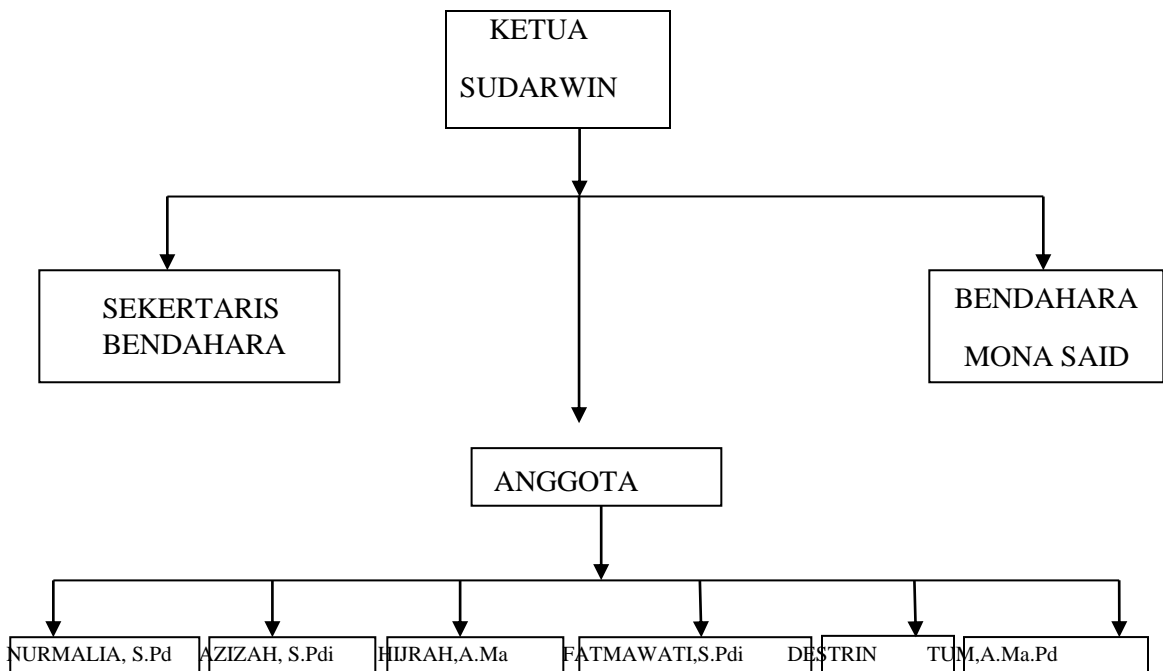 KETUA
SUDARWIN
SEKERTARIS
BENDAHARA
BENDAHARA
MONA SAID
ANGGOTA
NURMALIA, S.Pd
AZIZAH, S.Pdi
HIJRAH,A.Ma
FATMAWATI,S.Pdi
DESTRIN
TUM,A.Ma.Pd